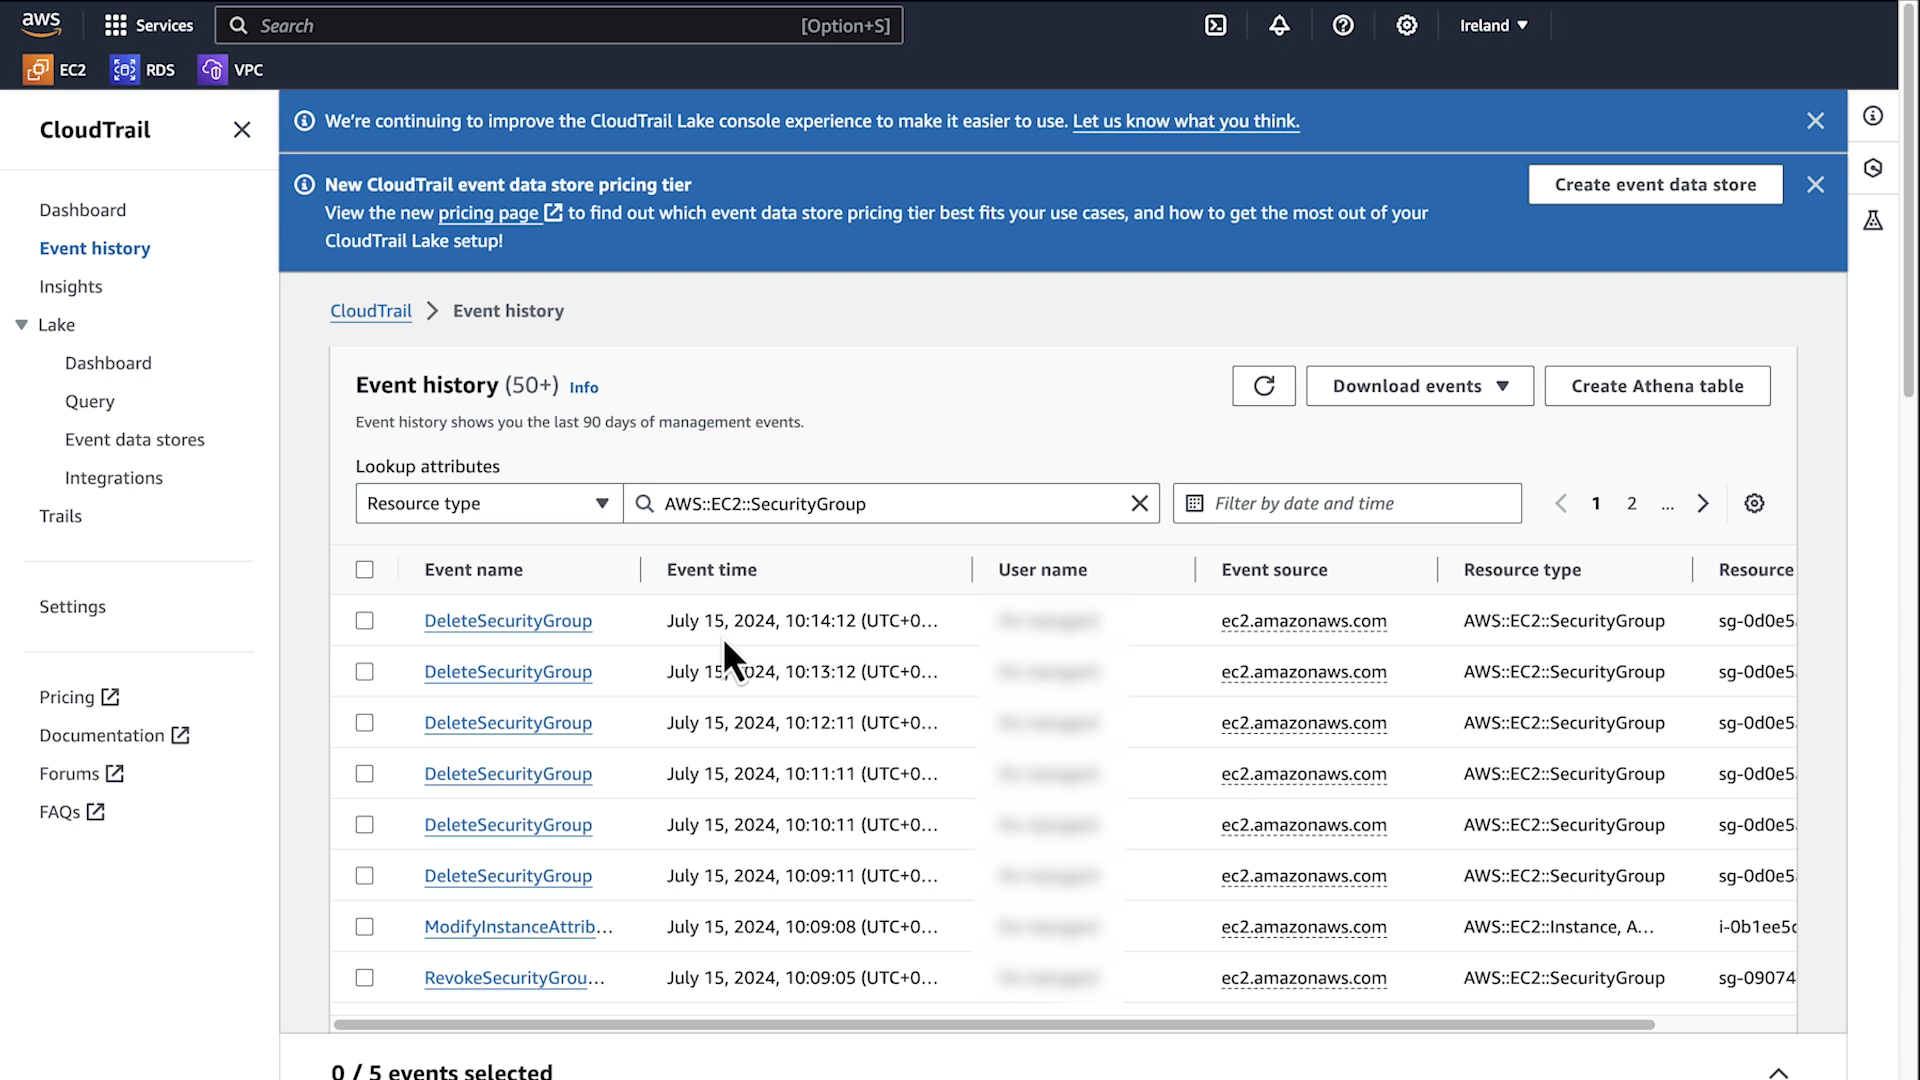 aws Services Search [Option+S] Ireland
EC2 RDS VPC
CloudTrail
Dashboard
Event history
Insights
Lake
Dashboard
Query
Event data stores
Integrations
Trails
Settings
Pricing
Documentation
Forums
FAQs
We're continuing to improve the CloudTrail Lake console experience to make it easier to use. Let us know what you think.
New CloudTrail event data store pricing tier
View the new pricing page to find out which event data store pricing tier best fits your use cases, and how to get the most out of your
CloudTrail Lake setup!
Create event data store
CloudTrail Event history
Event history (50+) Info
Event history shows you the last 90 days of management events.
Download events
Create Athena table
Lookup attributes
Resource type AWS::EC2::SecurityGroup Filter by date and time 1 2 ...
Event name Event time User name Event source Resource type Resource
DeleteSecurityGroup July 15, 2024, 10:14:12 (UTC+0... ec2.amazonaws.com AWS::EC2::SecurityGroup sg-0d0e5
DeleteSecurityGroup July 15, 2024, 10:13:12 (UTC+0... ec2.amazonaws.com AWS::EC2::SecurityGroup sg-0d0e5
DeleteSecurityGroup July 15, 2024, 10:12:11 (UTC+0... ec2.amazonaws.com AWS::EC2::SecurityGroup sg-0d0e5
DeleteSecurityGroup July 15, 2024, 10:11:11 (UTC+0... ec2.amazonaws.com AWS::EC2::SecurityGroup sg-0d0e5
DeleteSecurityGroup July 15, 2024, 10:10:11 (UTC+0... ec2.amazonaws.com AWS::EC2::SecurityGroup sg-0d0e5
DeleteSecurityGroup July 15, 2024, 10:09:11 (UTC+0... ec2.amazonaws.com AWS::EC2::SecurityGroup sg-0d0e5
ModifyInstanceAttrib... July 15, 2024, 10:09:08 (UTC+0... ec2.amazonaws.com AWS::EC2::Instance, A... i-0b1ee5c
RevokeSecurityGrou... July 15, 2024, 10:09:05 (UTC+0... ec2.amazonaws.com AWS::EC2::SecurityGroup sg-09074
0 / 5 events selected